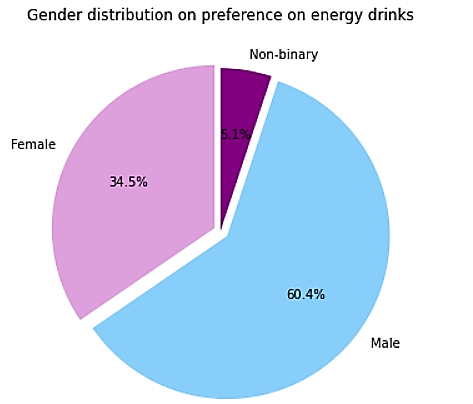 Gender distribution on preference on energy drinks
Non-binary
5.1%
Female
34.5%
60.4%
Male